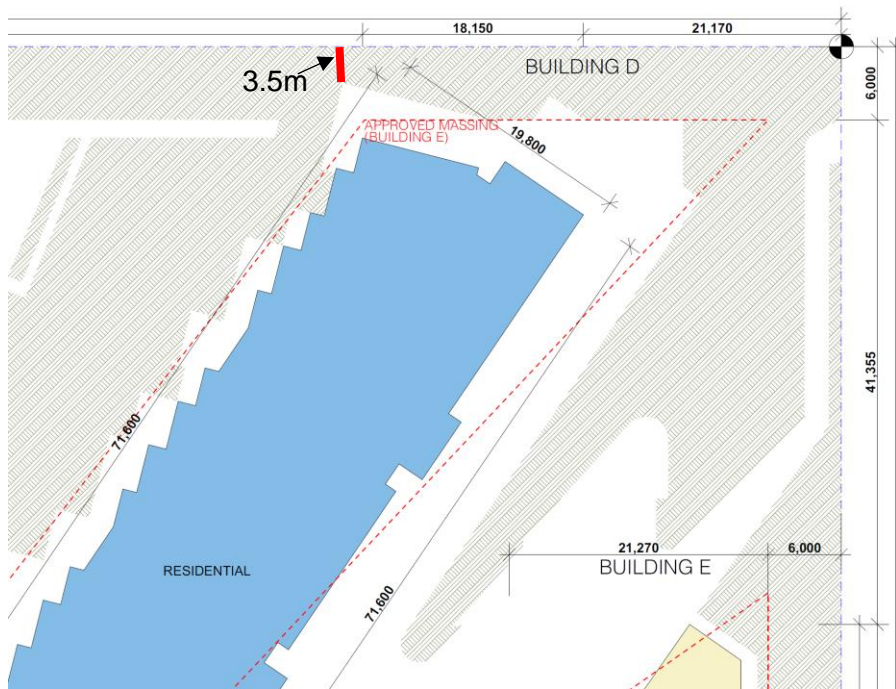 18,150
21,170
3.5m
BUILDING D
6,000
APPROVED MASSING
(BUILDING E)
19,800
41,355
71,600
21,270
6,000
BUILDING E
RESIDENTIAL
71,600